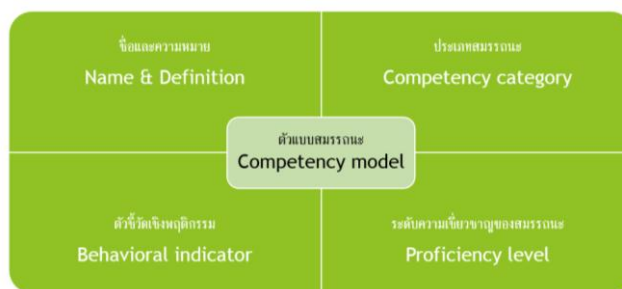 ชื่อและความหมาย
Name & Definition
ประเภทสมรรถนะ
Competency category
ตัวแบบสมรรถนะ
Competency model
ตัวชี้วัดเชิงพฤติกรรม
Behavioral indicator
ระดับความเชี่ยวชาญของสมรรถนะ
Proficiency level